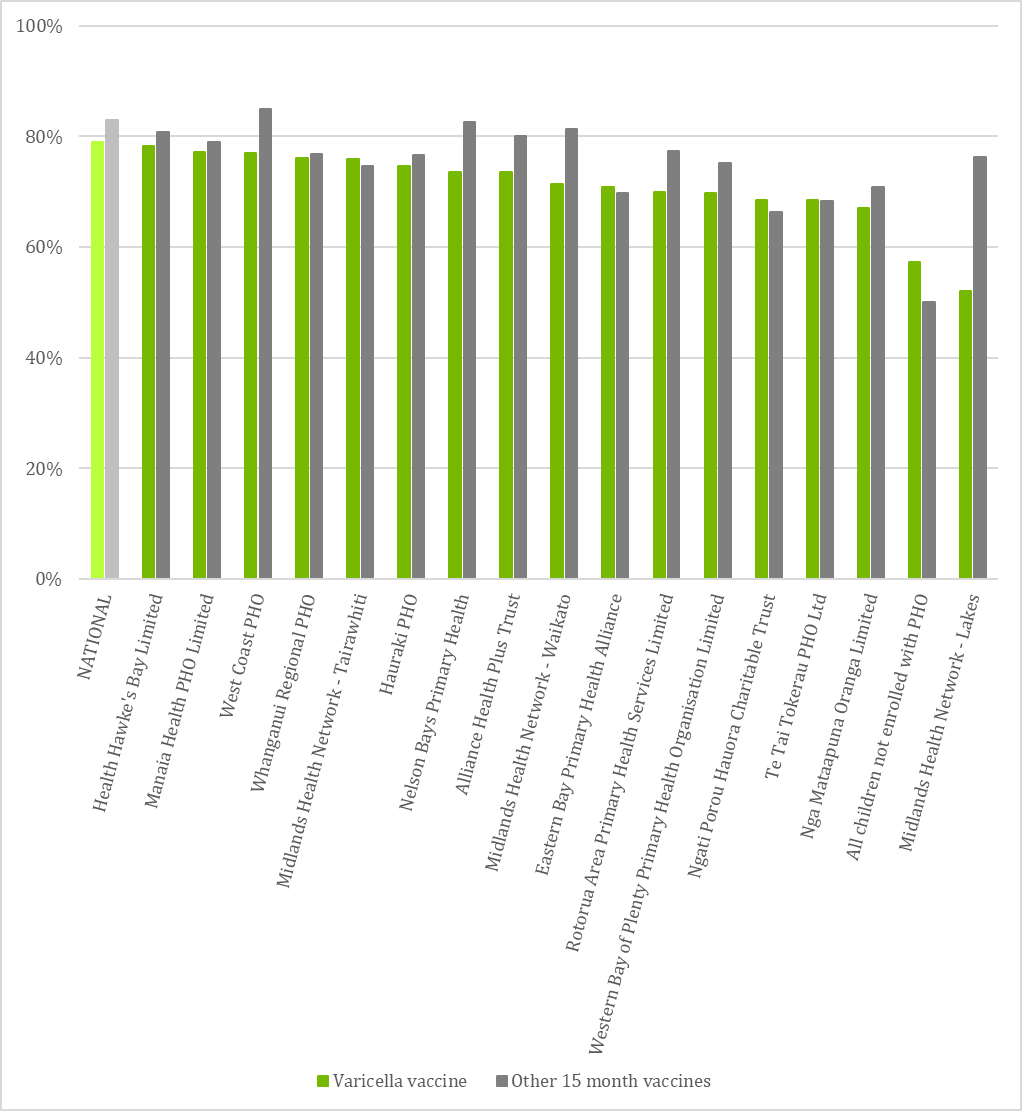 100%
80%
60%
40%
20%
0%
NATIONAL
Health Hawke's Bay Limited
Manaia Health PHO Limited
West Coast PHO
Whanganui Regional PHO
Midlands Health Network - Tairawhiti
Hauraki PHO
Nelson Bays Primary Health
Alliance Health Plus Trust
Midlands Health Network - Waikato
Eastern Bay Primary Health Alliance
Rotorua Area Primary Health Services Limited
Western Bay of Plenty Primary Health Organisation Limited
Ngati Porou Hauora Charitable Trust
Te Tai Tokerau PHO Ltd
Nga Mataapuna Oranga Limited
All children not enrolled with PHO
Midlands Health Network - Lakes
Varicella vaccine
Other 15 month vaccines